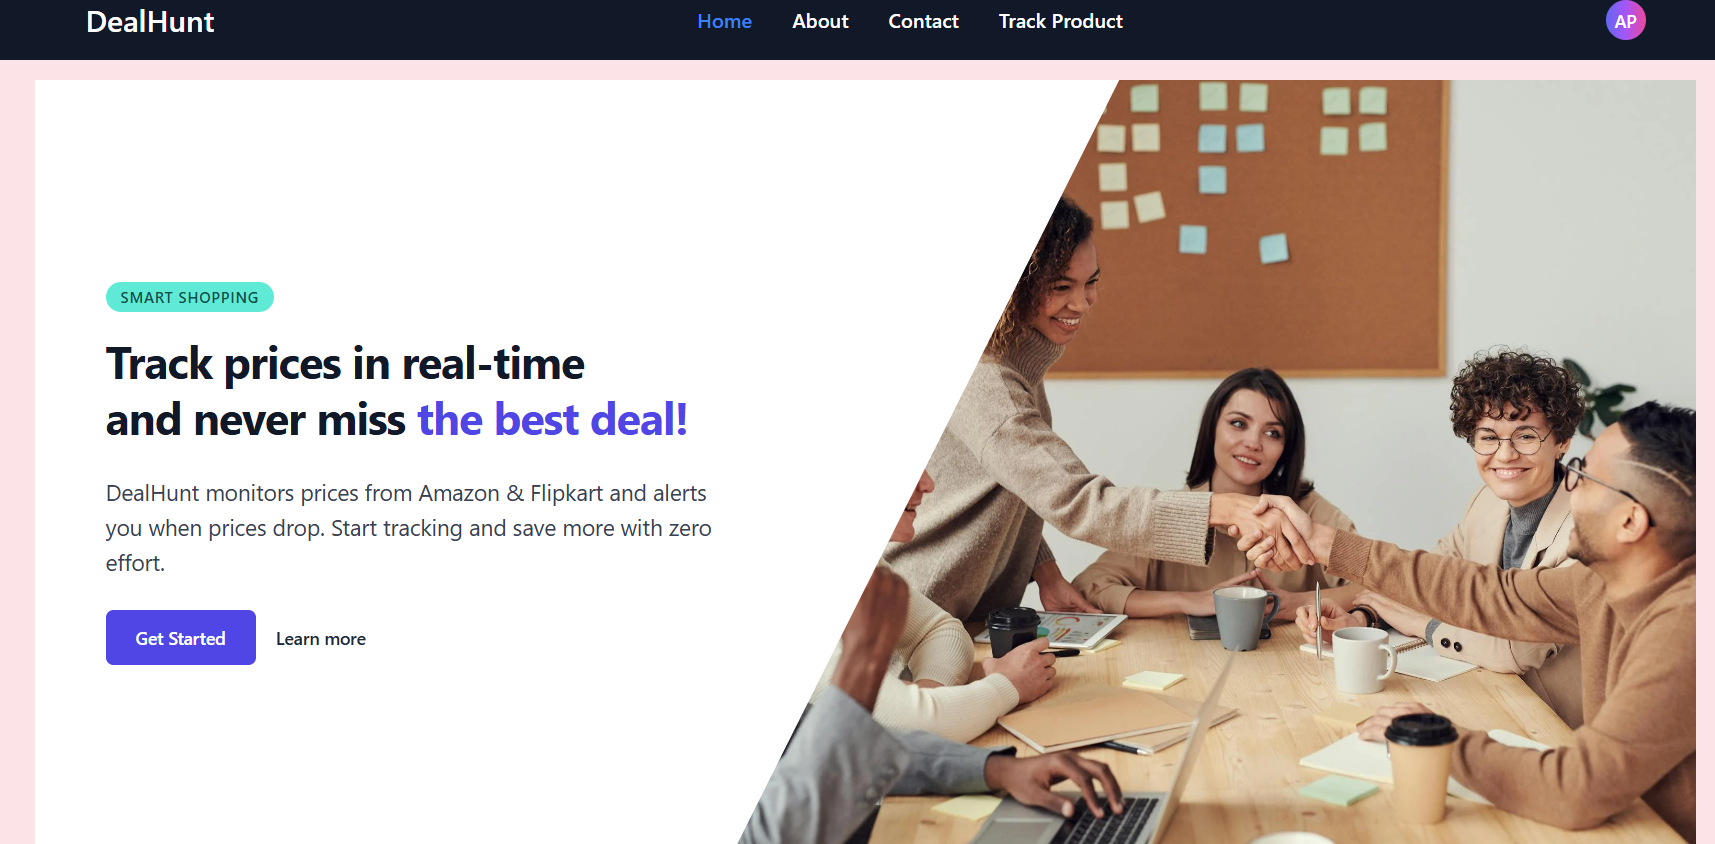 DealHunt
Home About Contact Track Product
AP
SMART SHOPPING
Track prices in real-time
and never miss the best deal!
DealHunt monitors prices from Amazon & Flipkart and alerts
you when prices drop. Start tracking and save more with zero
effort.
Get Started Learn more